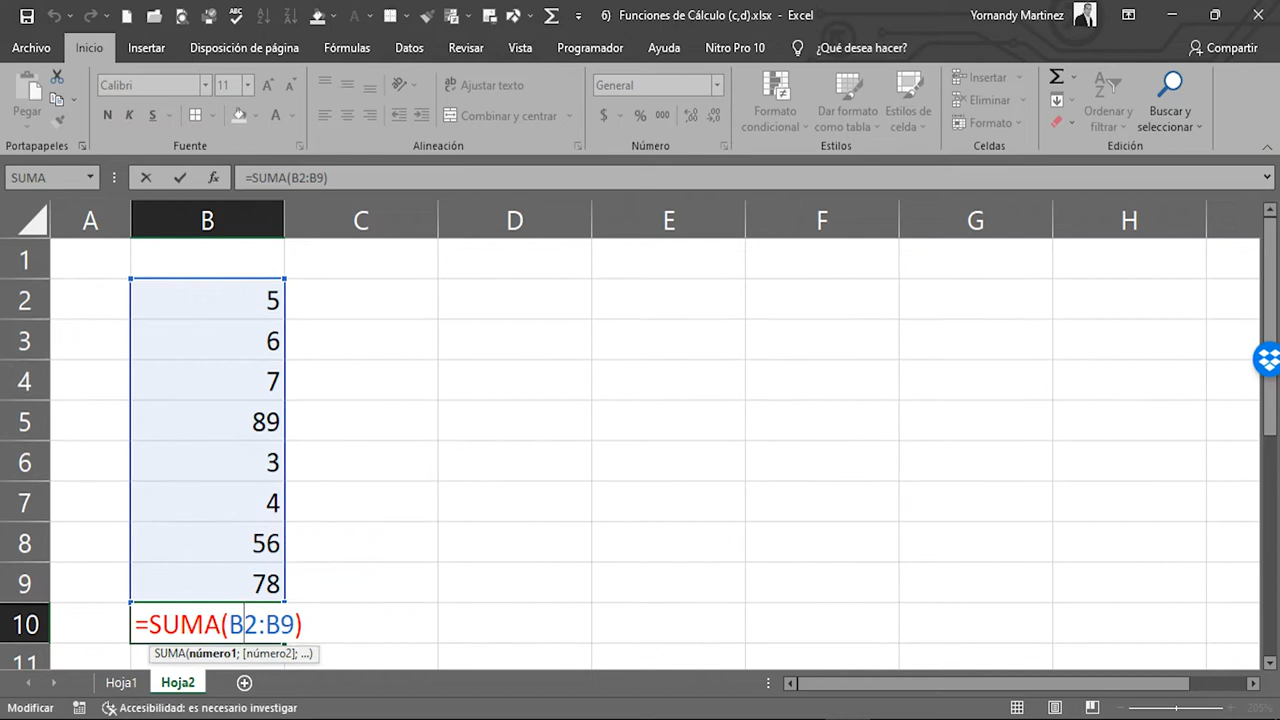 6) Funciones de Cálculo (c,d).xlsx - Excel
Yornandy Martinez
Archivo Inicio Insertar Disposición de página Fórmulas Datos Revisar Vista Programador Ayuda Nitro Pro 10 ¿Qué desea hacer? Compartir
Pegar
Calibri 11
N K S
Ajustar texto
Combinar y centrar
General
$ % 000
Formato condicional
Dar formato como tabla
Estilos de celda
Insertar
Eliminar
Formato
Ordenar y filtrar
Buscar y seleccionar
Portapapeles Fuente Alineación Número Estilos Celdas Edición
SUMA fx =SUMA(B2:B9)
A B C D E F G H
1
2 5
3 6
4 7
5 89
6 3
7 4
8 56
9 78
10 =SUMA(B2:B9)
SUMA(número1; [número2]; ...)
11
Hoja1 Hoja2
Modificar Accesibilidad: es necesario investigar 205%